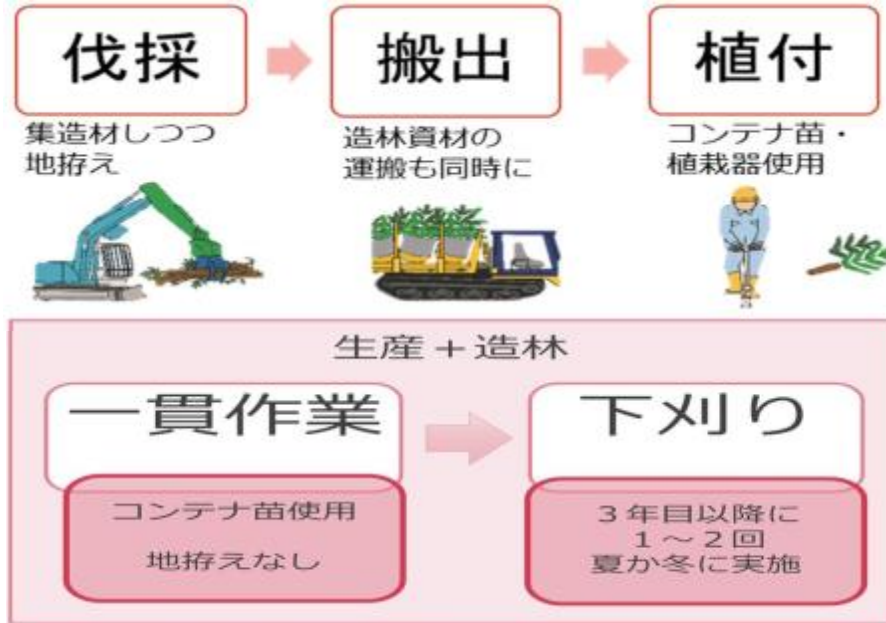 伐採
搬出
植付
集造材しつつ
地拵え
造林資材の
運搬も同時に
コンテナ苗・
植栽器使用
生産＋造林
一貫作業
下刈り
コンテナ苗使用
地拵えなし
３年目以降に
１～２回
夏か冬に実施